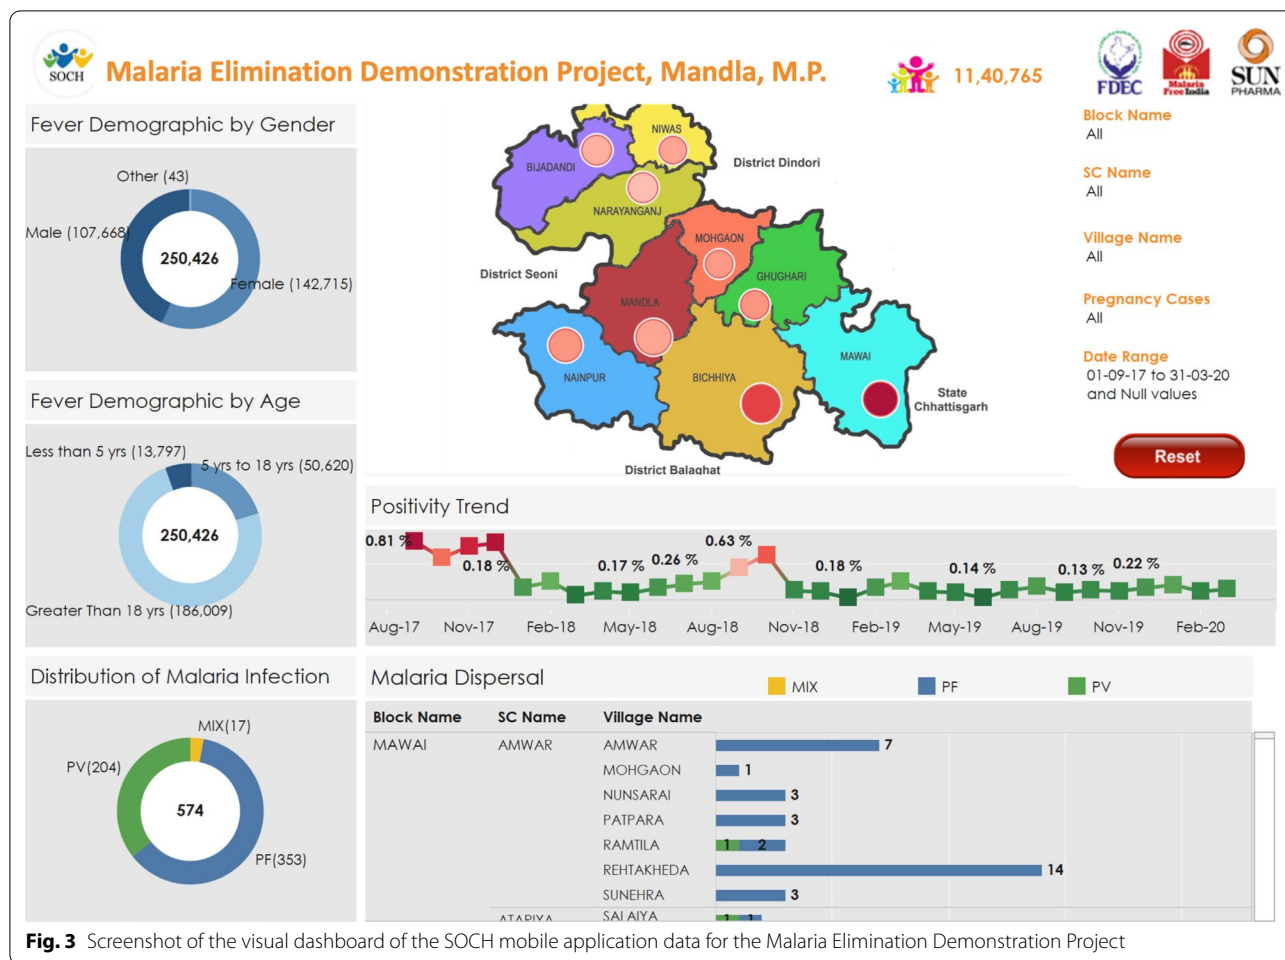 SOCH
Malaria Elimination Demonstration Project, Mandla, M.P.
11,40,765
FDEC
Malaria
Free India
SUN
PHARMA
Fever Demographic by Gender
Other (43)
Male (107,668)
250,426
Female (142,715)
Fever Demographic by Age
Less than 5 yrs (13,797)
5 yrs to 18 yrs (50,620)
250,426
Greater Than 18 yrs (186,009)
Distribution of Malaria Infection
MIX(17)
PV(204)
574
PF(353)
NIWAS
BIJADANDI
District Dindori
NARAYANGANJ
MOHGAON
District Seoni
GHUGHARI
MANDLA
MAWAI
NAINPUR
BICHHIYA
State
Chhattisgarh
District Balaghat
Block Name
All
SC Name
All
Village Name
All
Pregnancy Cases
All
Date Range
01-09-17 to 31-03-20
and Null values
Reset
Positivity Trend
0.81 %
0.18 %
0.17 %
0.26 %
0.63 %
0.18 %
0.14 %
0.13 %
0.22 %
Aug-17 Nov-17 Feb-18 May-18 Aug-18 Nov-18 Feb-19 May-19 Aug-19 Nov-19 Feb-20
Malaria Dispersal
MIX PF PV
Block Name SC Name Village Name
MAWAI AMWAR AMWAR 7
MOHGAON 1
NUNSARAI 3
PATPARA 3
RAMTILA 1 2
REHTAKHEDA 14
SUNEHRA 3
ATARIYA SALAIYA 1 1
Fig. 3 Screenshot of the visual dashboard of the SOCH mobile application data for the Malaria Elimination Demonstration Project